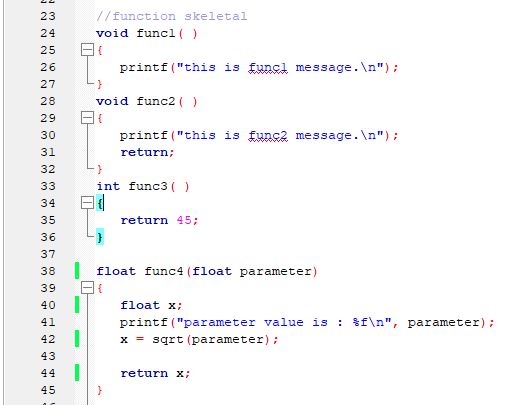 23 //function skeletal
24 void func1( )
25 {
26 printf("this is func1 message.\n");
27 }
28 void func2( )
29 {
30 printf("this is func2 message.\n");
31 return;
32 }
33 int func3( )
34 {
35 return 45;
36 }
37
38 float func4(float parameter)
39 {
40 float x;
41 printf("parameter value is : %f\n", parameter);
42 x = sqrt(parameter);
43
44 return x;
45 }